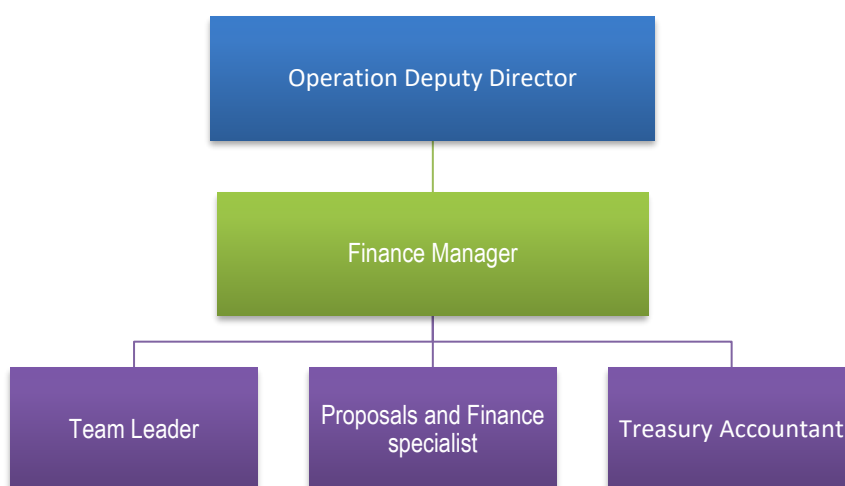 Operation Deputy Director
Finance Manager
Team Leader
Proposals and Finance
specialist
Treasury Accountant